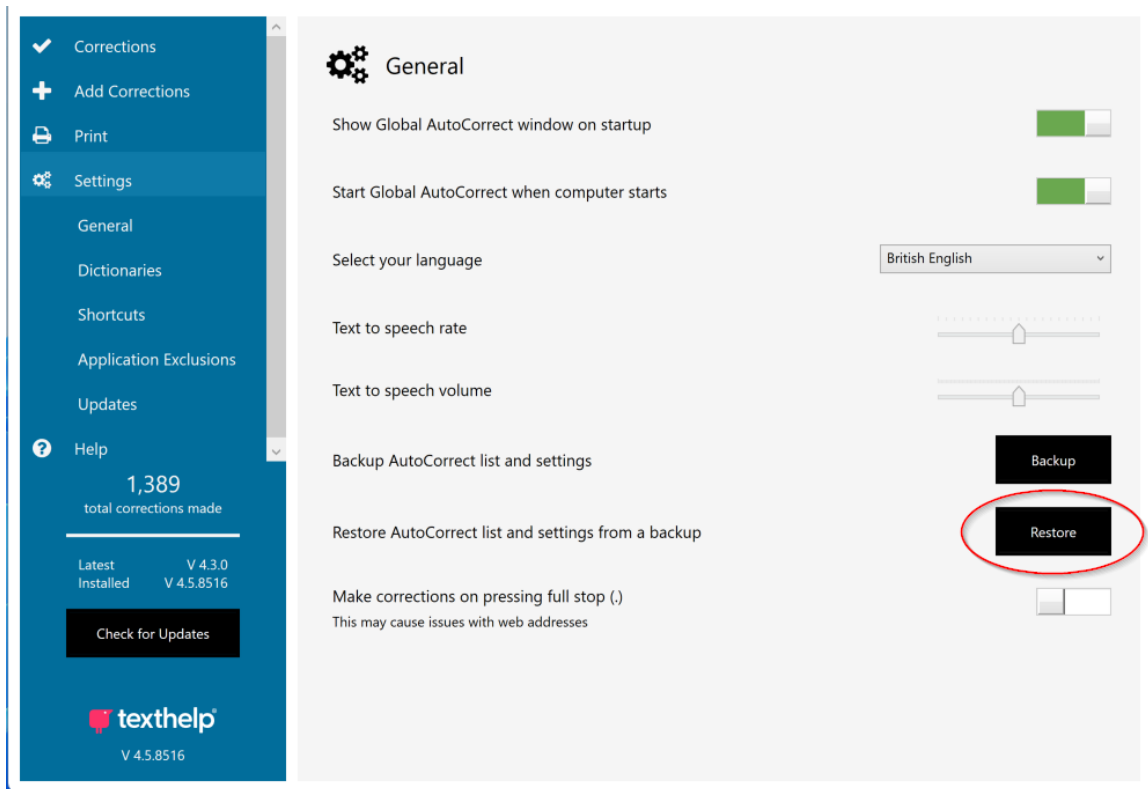 Corrections
Add Corrections
Print
Settings
General
Dictionaries
Shortcuts
Application Exclusions
Updates
Help
1,389
total corrections made
Latest V 4.3.0
Installed V 4.5.8516
Check for Updates
texthelp®
V 4.5.8516
General
Show Global AutoCorrect window on startup
Start Global AutoCorrect when computer starts
Select your language British English
Text to speech rate
Text to speech volume
Backup AutoCorrect list and settings Backup
Restore AutoCorrect list and settings from a backup Restore
Make corrections on pressing full stop (.)
This may cause issues with web addresses